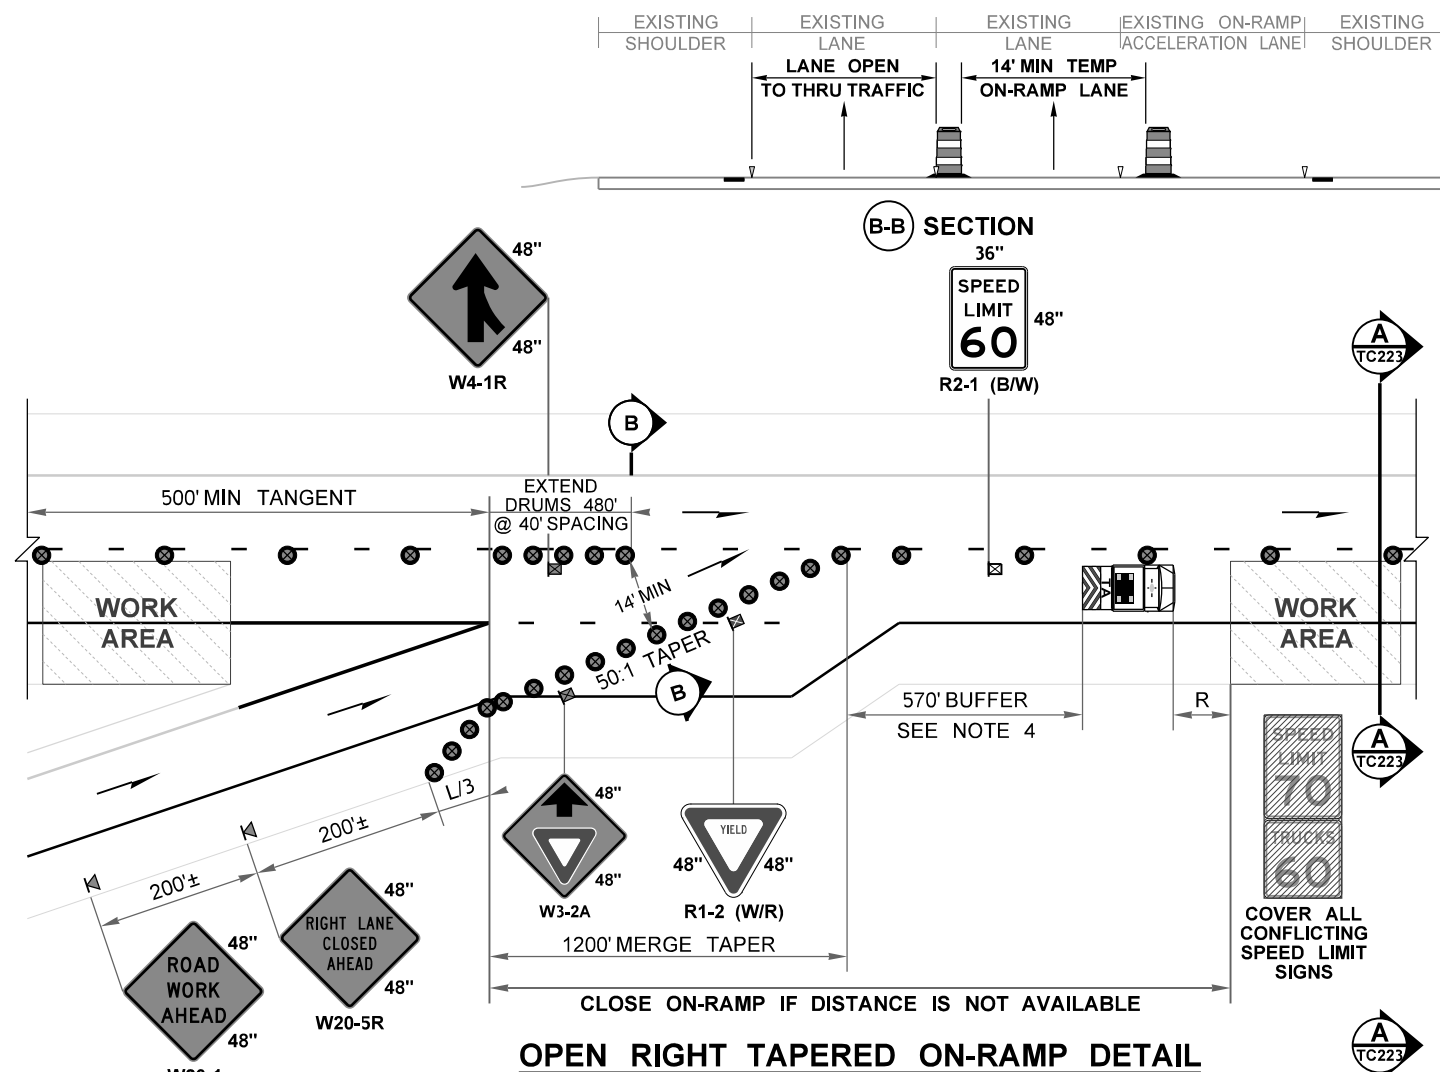 EXISTING
SHOULDER
EXISTING
LANE
EXISTING
LANE
EXISTING ON-RAMP
ACCELERATION LANE
EXISTING
SHOULDER
LANE OPEN
TO THRU TRAFFIC
14' MIN TEMP
ON-RAMP LANE
B-B SECTION
48"
48"
W4-1R
36"
SPEED
LIMIT
60
48"
R2-1 (B/W)
A
TC223
B
500' MIN TANGENT
EXTEND
DRUMS 480'
@ 40' SPACING
14' MIN
WORK
AREA
WORK
AREA
50:1 TAPER
B
570' BUFFER
SEE NOTE 4
R
L/3
200'±
200'±
SPEED
LIMIT
70
TRUCKS
60
A
TC223
48"
48"
W3-2A
YIELD
48"
48"
R1-2 (W/R)
RIGHT LANE
CLOSED
AHEAD
48"
48"
W20-5R
ROAD
WORK
AHEAD
48"
48"
COVER ALL
CONFLICTING
SPEED LIMIT
SIGNS
1200' MERGE TAPER
CLOSE ON-RAMP IF DISTANCE IS NOT AVAILABLE
OPEN RIGHT TAPERED ON-RAMP DETAIL
A
TC223